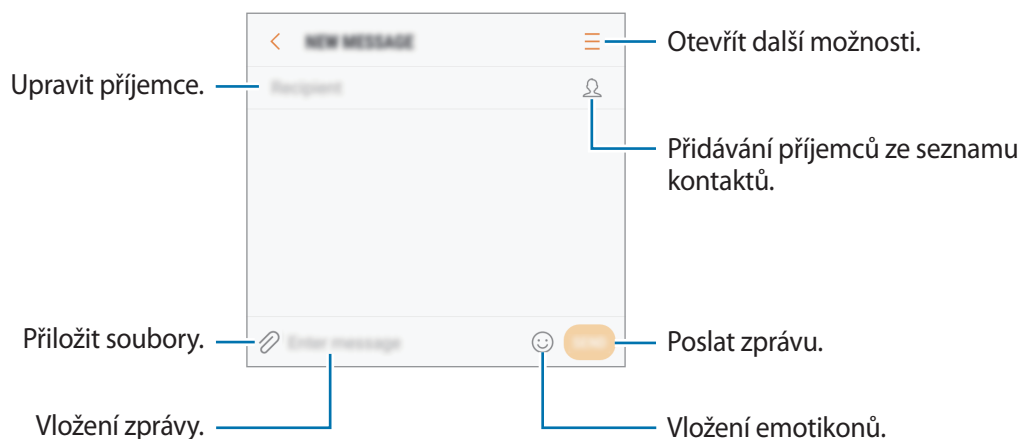 NEW MESSAGE
Otevřít další možnosti.
Upravit příjemce.
Recipient
Přidávání příjemců ze seznamu
kontaktů.
Přiložit soubory.
Enter message
Poslat zprávu.
Vložení zprávy.
Vložení emotikonů.